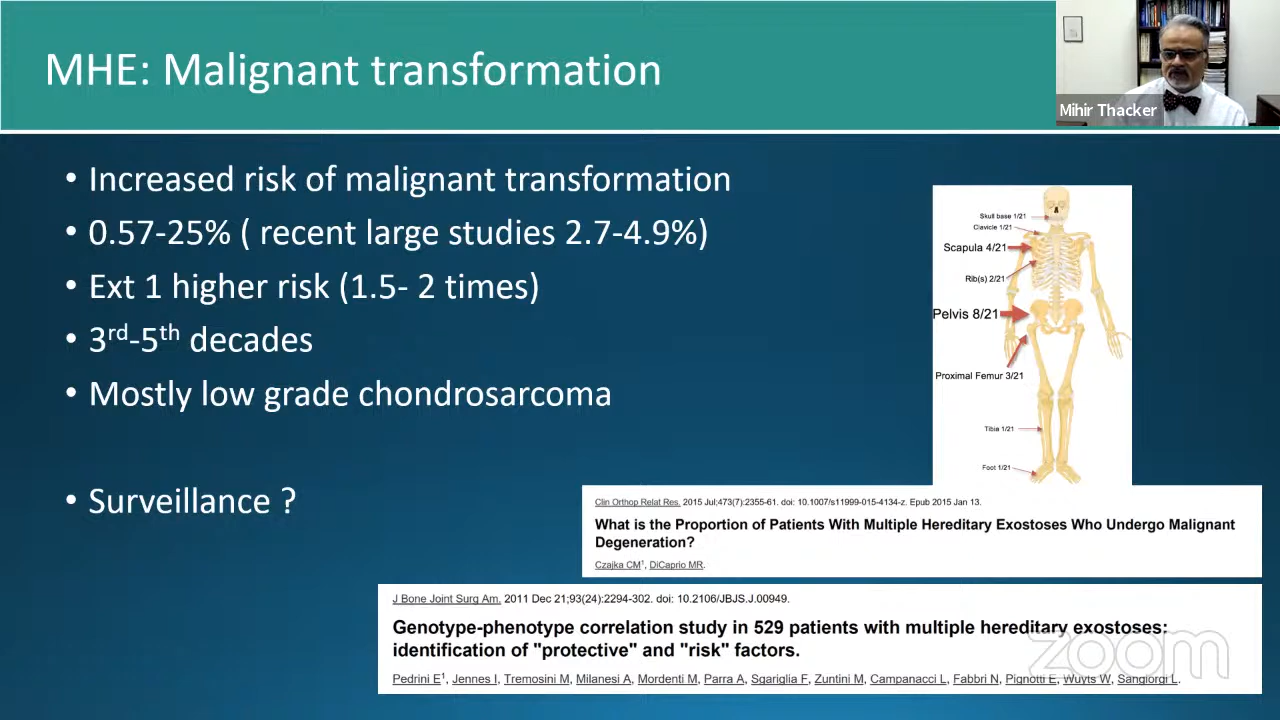 MHE: Malignant transformation
Mihir Thacker
• Increased risk of malignant transformation
• 0.57-25% ( recent large studies 2.7-4.9%)
• Ext 1 higher risk (1.5- 2 times)
• 3rd-5th decades
• Mostly low grade chondrosarcoma
• Surveillance ?
Skull base 1/21
Clavicle 1/21
Scapula 4/21
Rib(s) 2/21
Pelvis 8/21
Proximal Femur 3/21
Tibia 1/21
Foot 1/21
Clin Orthop Relat Res. 2015 Jul;473(7):2355-61. doi: 10.1007/s11999-015-4134-z. Epub 2015 Jan 13.
What is the Proportion of Patients With Multiple Hereditary Exostoses Who Undergo Malignant
Degeneration?
Czajka CM1, DiCaprio MR.
J Bone Joint Surg Am. 2011 Dec 21;93(24):2294-302. doi: 10.2106/JBJS.J.00949.
Genotype-phenotype correlation study in 529 patients with multiple hereditary exostoses:
identification of "protective" and "risk" factors.
Pedrini E1, Jennes I, Tremosini M, Milanesi A, Mordenti M, Parra A, Sgariglia F, Zuntini M, Campanacci L, Fabbri N, Pignotti E, Wuyts W, Sangiorgi L.
zoom